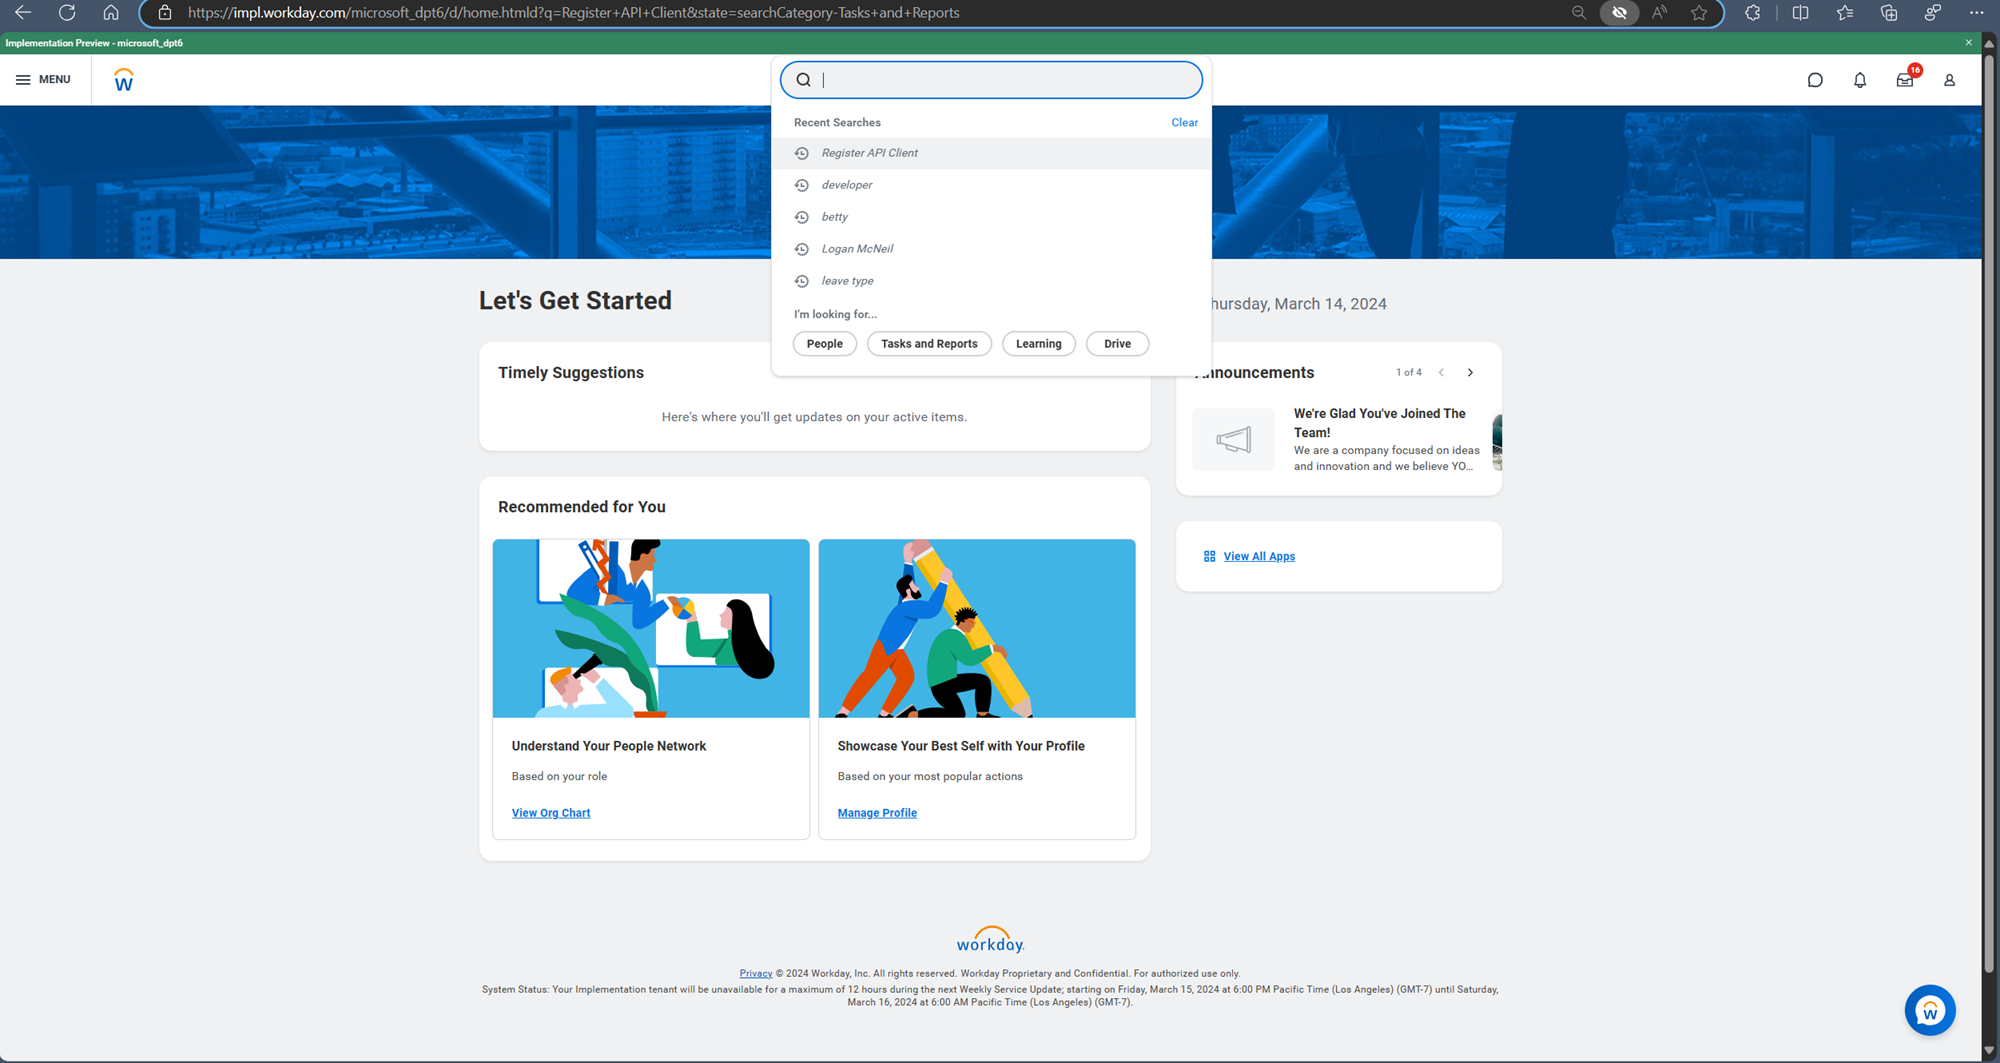 https://impl.workday.com/microsoft_dpt6/d/home.htmld?q=Register+API+Client&state=searchCategory-Tasks+and+Reports
Implementation Preview - microsoft_dpt6
MENU
W
16
Recent Searches
Clear
Register API Client
developer
betty
Logan McNeil
leave type
I'm looking for...
People
Tasks and Reports
Learning
Drive
Let's Get Started
hursday, March 14, 2024
Timely Suggestions
Here's where you'll get updates on your active items.
nnouncements
1 of 4
We're Glad You've Joined The
Team!
We are a company focused on ideas
and innovation and we believe YO...
Recommended for You
View All Apps
Understand Your People Network
Based on your role
View Org Chart
Showcase Your Best Self with Your Profile
Based on your most popular actions
Manage Profile
workday.
Privacy © 2024 Workday, Inc. All rights reserved. Workday Proprietary and Confidential. For authorized use only.
System Status: Your Implementation tenant will be unavailable for a maximum of 12 hours during the next Weekly Service Update; starting on Friday, March 15, 2024 at 6:00 PM Pacific Time (Los Angeles) (GMT-7) until Saturday,
March 16, 2024 at 6:00 AM Pacific Time (Los Angeles) (GMT-7).
W